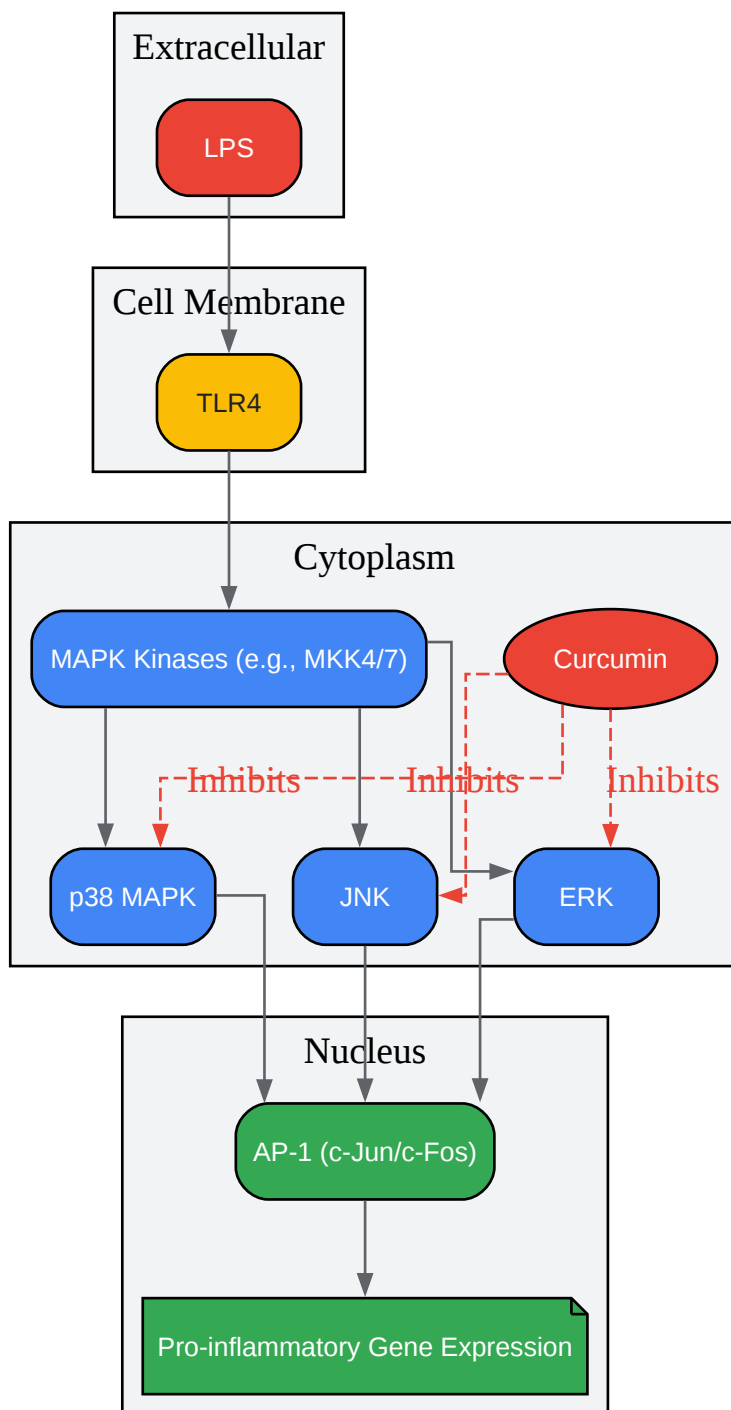 Extracellular
LPS
Cell Membrane
TLR4
Cytoplasm
MAPK Kinases (e.g., MKK4/7)
Curcumin
Inhibits
Inhibits
Inhibits
p38 MAPK
JNK
ERK
Nucleus
AP-1 (c-Jun/c-Fos)
Pro-inflammatory Gene Expression